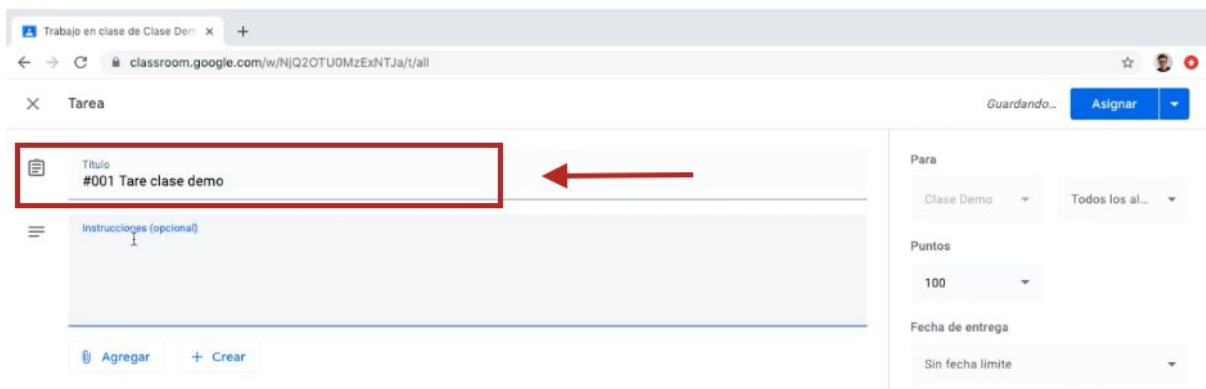 Trabajo en clase de Clase Dem
classroom.google.com/w/NjQ2OTU0MzExNTJa/t/all
Tarea
Guardando...
Asignar
Título
#001 Tare clase demo
Instrucciones (opcional)
Agregar
Crear
Para
Clase Demo
Todos los al...
Puntos
100
Fecha de entrega
Sin fecha límite